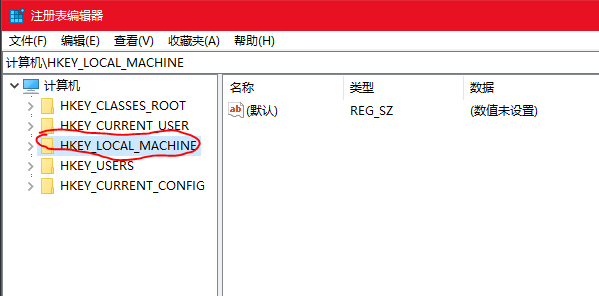 注册表编辑器
文件(F) 编辑(E) 查看(V) 收藏夹(A) 帮助(H)
计算机\HKEY_LOCAL_MACHINE
计算机
HKEY_CLASSES_ROOT
HKEY_CURRENT_USER
HKEY_LOCAL_MACHINE
HKEY_USERS
HKEY_CURRENT_CONFIG
名称 类型 数据
ab (默认) REG_SZ (数值未设置)